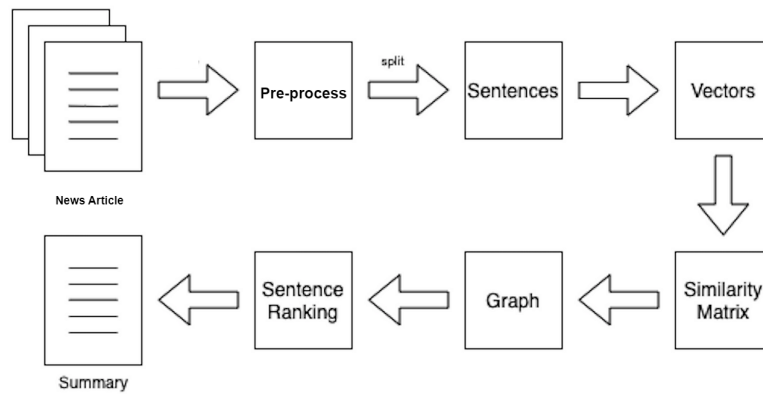 split
Pre-process
Sentences
Vectors
News Article
Sentence
Ranking
Graph
Similarity
Matrix
Summary